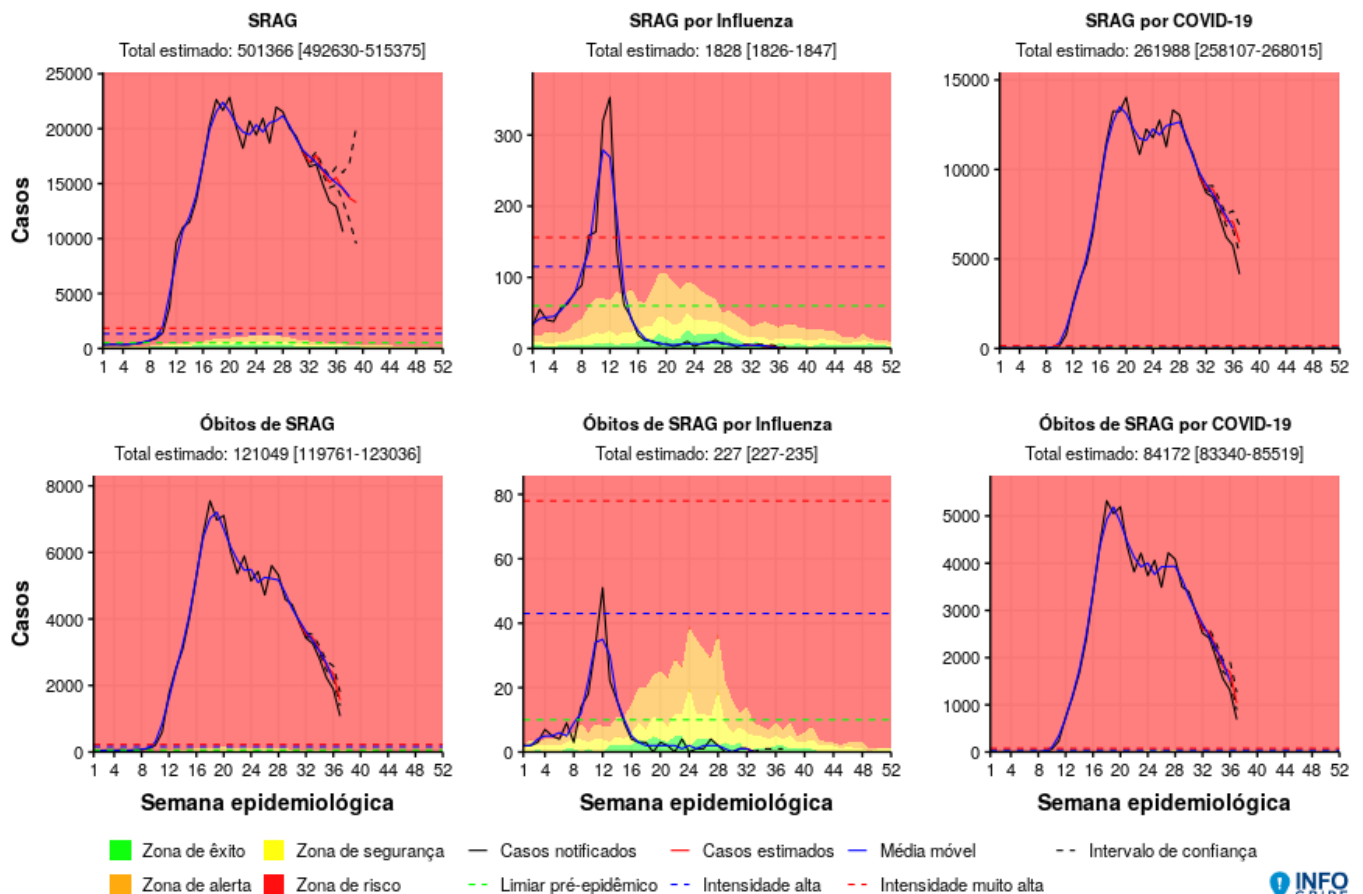 SRAG
Total estimado: 501366 [492630-515375]
SRAG por Influenza
Total estimado: 1828 [1826-1847]
SRAG por COVID-19
Total estimado: 261988 [258107-268015]
Casos
25000
20000
15000
10000
5000
0
1 4 8 12 16 20 24 28 32 36 40 44 48 52
300
200
100
0
1 4 8 12 16 20 24 28 32 36 40 44 48 52
15000
10000
5000
0
1 4 8 12 16 20 24 28 32 36 40 44 48 52
Óbitos de SRAG
Total estimado: 121049 [119761-123036]
Óbitos de SRAG por Influenza
Total estimado: 227 [227-235]
Óbitos de SRAG por COVID-19
Total estimado: 84172 [83340-85519]
Casos
8000
6000
4000
2000
0
1 4 8 12 16 20 24 28 32 36 40 44 48 52
Semana epidemiológica
80
60
40
20
0
1 4 8 12 16 20 24 28 32 36 40 44 48 52
Semana epidemiológica
5000
4000
3000
2000
1000
0
1 4 8 12 16 20 24 28 32 36 40 44 48 52
Semana epidemiológica
Zona de êxito Zona de segurança Casos notificados Casos estimados Média móvel Intervalo de confiança
Zona de alerta Zona de risco Limiar pré-epidêmico Intensidade alta Intensidade muito alta
INFO